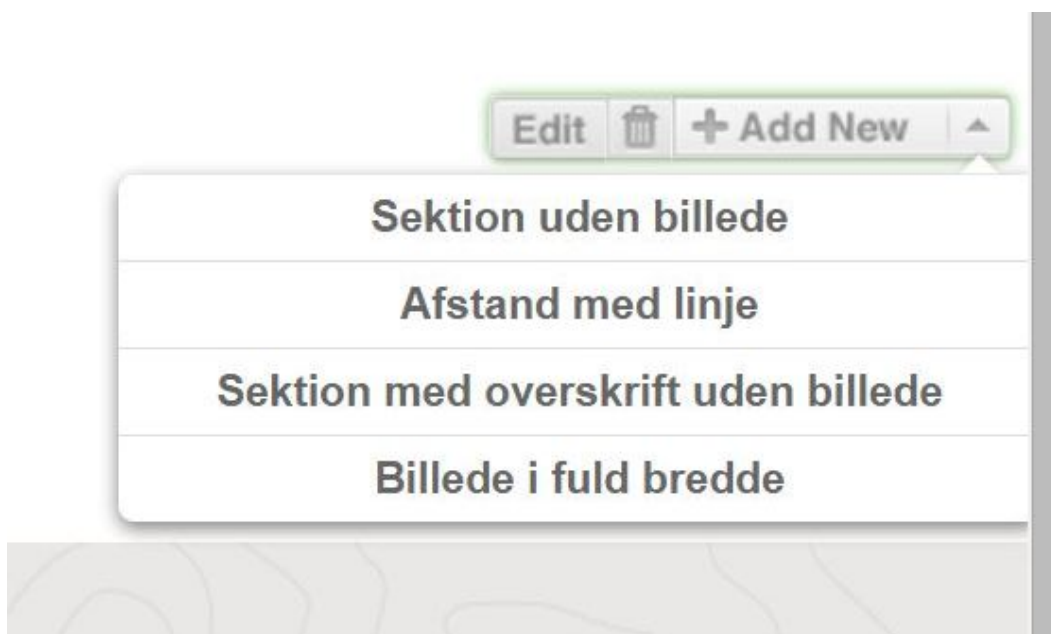 Edit + Add New
Sektion uden billede
Afstand med linje
Sektion med overskrift uden billede
Billede i fuld bredde